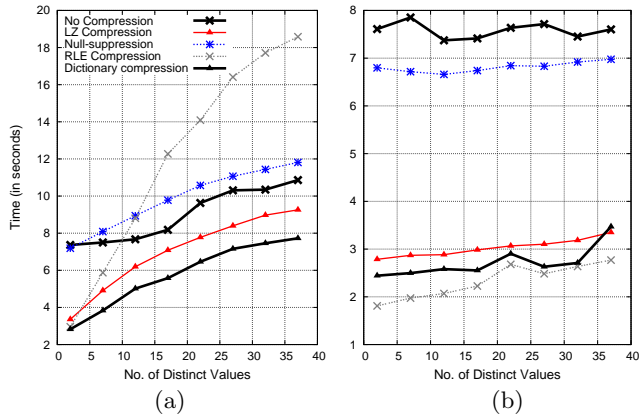 No Compression
LZ Compression
Null-suppression
RLE Compression
Dictionary compression
Time (in seconds)
20
18
16
14
12
10
8
6
4
2
0 5 10 15 20 25 30 35 40
No. of Distinct Values
(a)
8
7
6
5
4
3
2
1
0 5 10 15 20 25 30 35 40
No. of Distinct Values
(b)